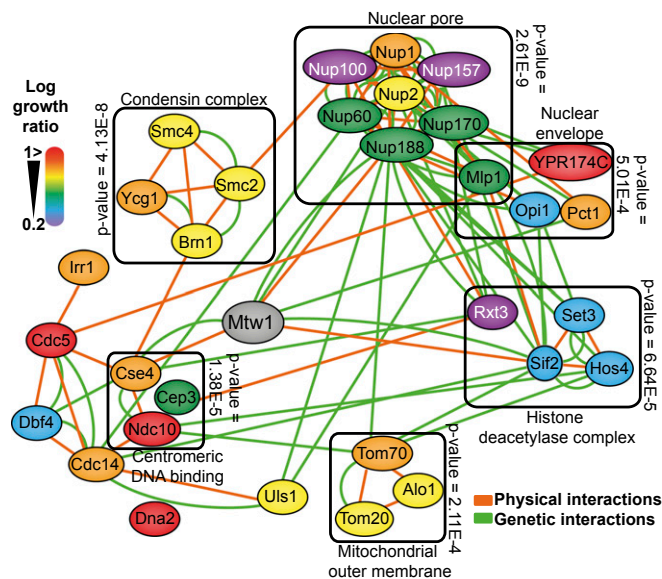 Nuclear pore
Nup1
Nup100
Nup157
Nup2
Nup60
Nup170
Nup188
Mlp1
p-value =
2.61E-9
Log
growth
ratio
1>
0.2
Condensin complex
p-value = 4.13E-8
Smc4
Smc2
Ycg1
Brn1
Nuclear
envelope
YPR174C
Opi1
Pct1
p-value =
5.01E-4
Irr1
Cdc5
Dbf4
Cdc14
Dna2
Mtw1
Cse4
Cep3
Ndc10
p-value =
1.38E-5
Centromeric
DNA binding
Uls1
Rxt3
Set3
Sif2
Hos4
p-value = 6.64E-5
Histone
deacetylase complex
Tom70
Alo1
Tom20
p-value = 2.11E-4
Mitochondrial
outer membrane
Physical interactions
Genetic interactions